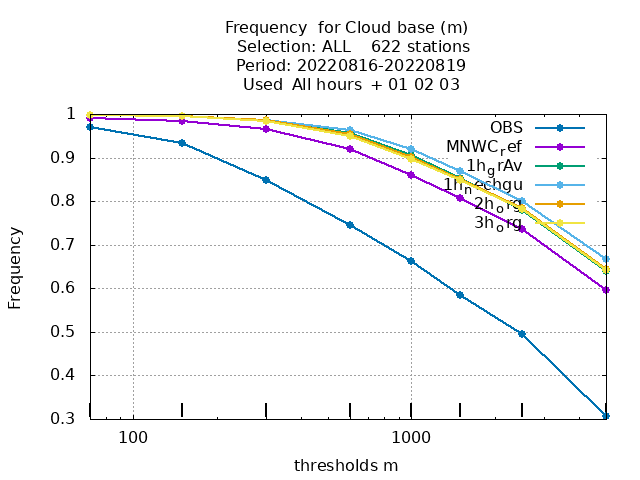 Frequency for Cloud base (m)
Selection: ALL 622 stations
Period: 20220816-20220819
Used All hours + 01 02 03
1
0.9
0.8
0.7
0.6
0.5
0.4
0.3
Frequency
OBS
MNWC_ref
1h_grAv
1h_nechgu
2h_org
3h_org
100
1000
thresholds m